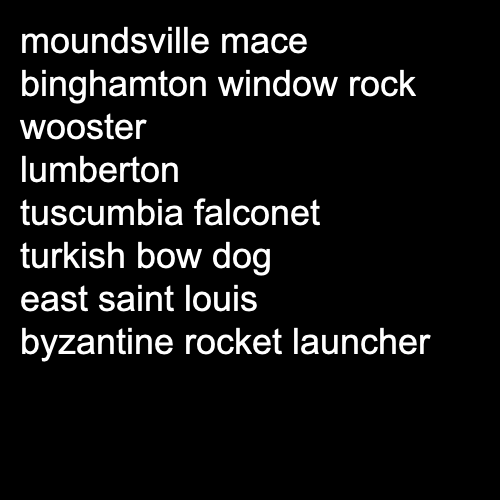 moundsville mace
binghamton window rock
wooster
lumberton
tuscumbia falconet
turkish bow dog
east saint louis
byzantine rocket launcher